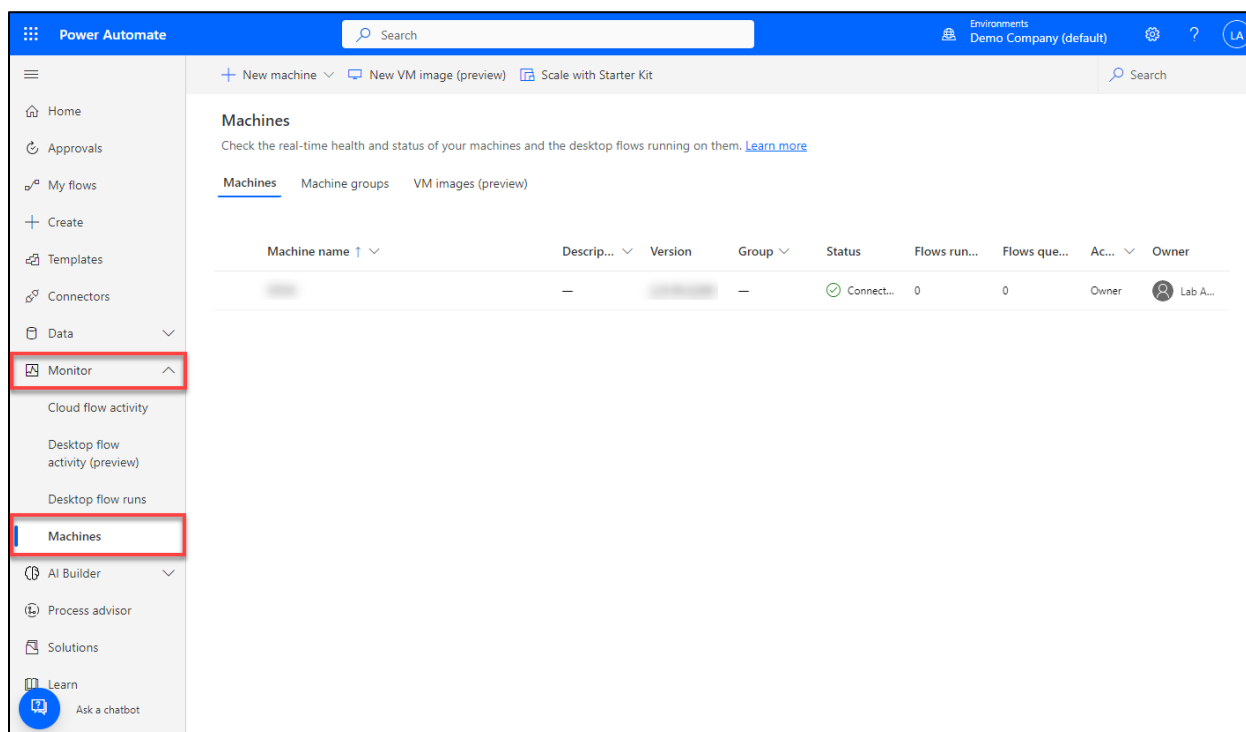 Power Automate
Search
Environments
Demo Company (default)
?
LA
New machine
New VM image (preview)
Scale with Starter Kit
Search
Home
Approvals
My flows
Create
Templates
Connectors
Data
Monitor
Cloud flow activity
Desktop flow
activity (preview)
Desktop flow runs
Machines
AI Builder
Process advisor
Solutions
Learn
Ask a chatbot
Machines
Check the real-time health and status of your machines and the desktop flows running on them. Learn more
Machines Machine groups VM images (preview)
Machine name ↑ Descrip... Version Group Status Flows run... Flows que... Ac... Owner
— — Connect... 0 0 Owner Lab A...